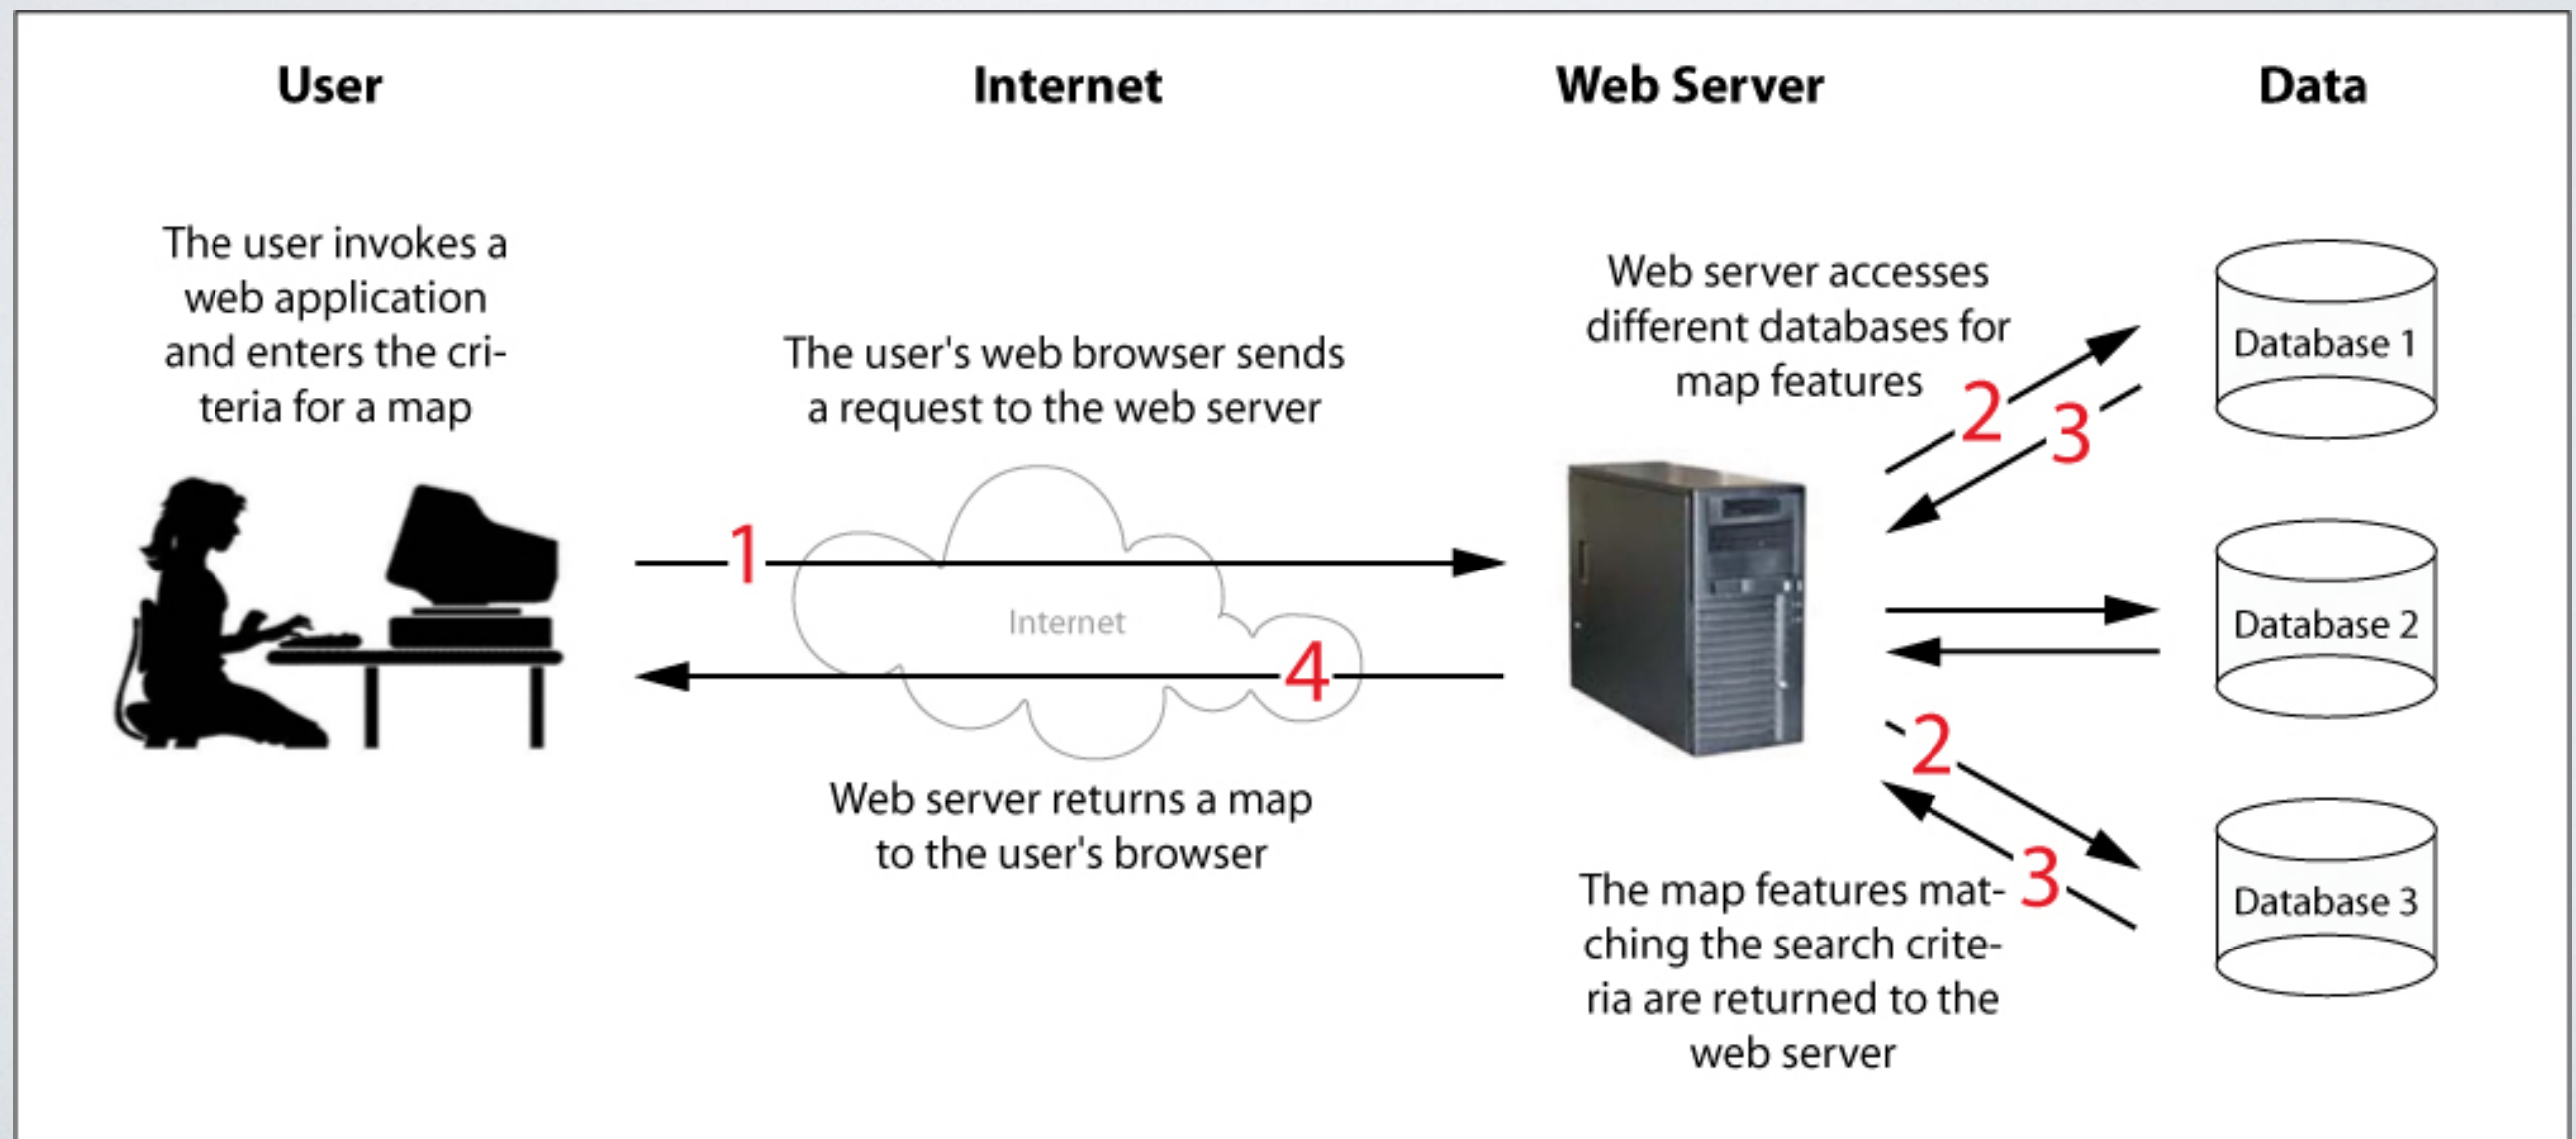 User
Internet
Web Server
Data
The user invokes a
web application
and enters the cri-
teria for a map
The user's web browser sends
a request to the web server
Web server accesses
different databases for
map features
1
Internet
4
Web server returns a map
to the user's browser
2
3
2
3
The map features mat-
ching the search crite-
ria are returned to the
web server
Database 1
Database 2
Database 3